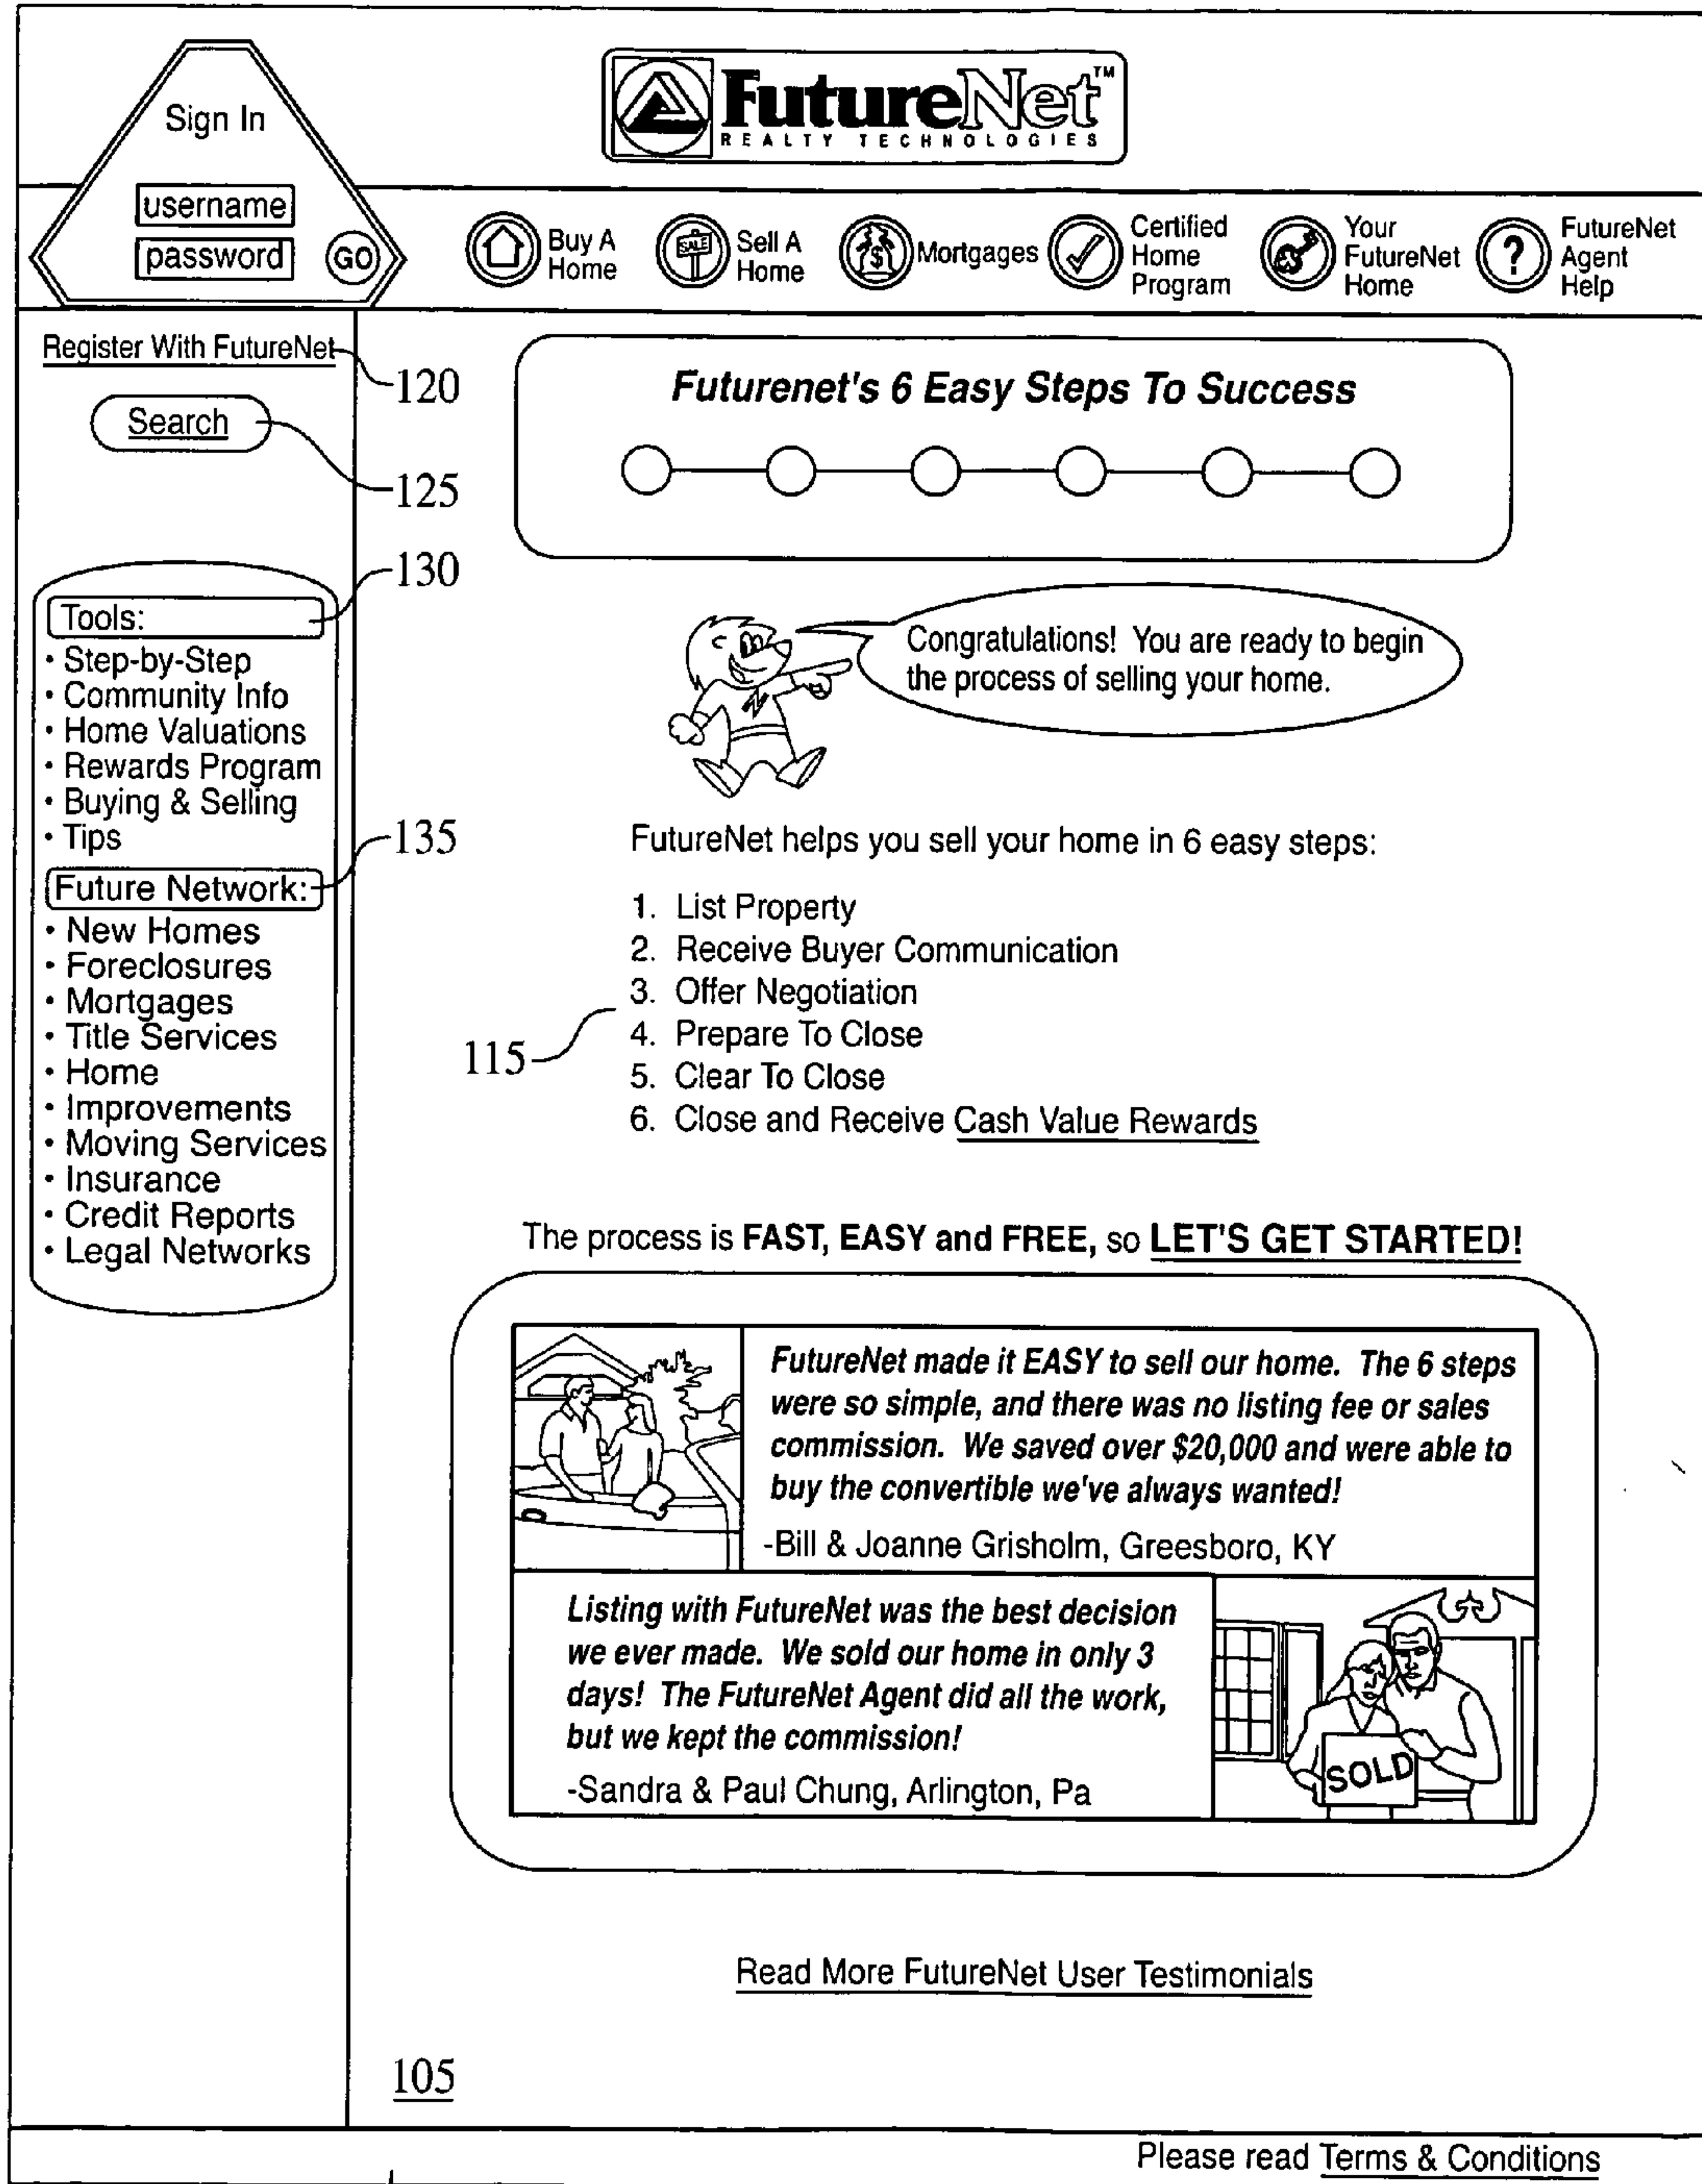 Sign In
username
password
GO
FutureNet™
REALTY TECHNOLOGIES
Buy A
Home
SALE
Sell A
Home
$
Mortgages
Certified
Home
Program
Your
FutureNet
Home
?
FutureNet
Agent
Help
Register With FutureNet
120
Search
125
130
Tools:
• Step-by-Step
• Community Info
• Home Valuations
• Rewards Program
• Buying & Selling
• Tips
135
Future Network:
• New Homes
• Foreclosures
• Mortgages
• Title Services
• Home
• Improvements
• Moving Services
• Insurance
• Credit Reports
• Legal Networks
Futurenet's 6 Easy Steps To Success
Congratulations! You are ready to begin
the process of selling your home.
FutureNet helps you sell your home in 6 easy steps:
1. List Property
2. Receive Buyer Communication
3. Offer Negotiation
4. Prepare To Close
5. Clear To Close
6. Close and Receive Cash Value Rewards
115
The process is FAST, EASY and FREE, so LET'S GET STARTED!
FutureNet made it EASY to sell our home. The 6 steps
were so simple, and there was no listing fee or sales
commission. We saved over $20,000 and were able to
buy the convertible we've always wanted!
-Bill & Joanne Grisholm, Greesboro, KY
Listing with FutureNet was the best decision
we ever made. We sold our home in only 3
days! The FutureNet Agent did all the work,
but we kept the commission!
-Sandra & Paul Chung, Arlington, Pa
SOLD
Read More FutureNet User Testimonials
105
Please read Terms & Conditions